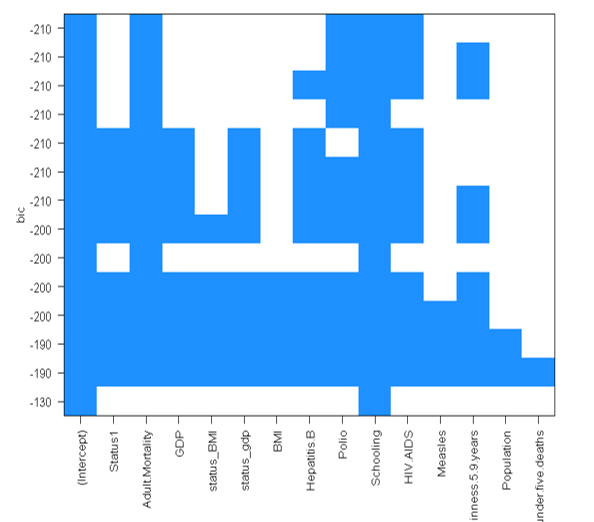 bic
-210
-210
-210
-210
-210
-210
-210
-200
-200
-200
-200
-190
-190
-130
(Intercept)
Status1
Adult.Mortality
GDP
status_BMI
status_gdp
BMI
Hepatitis.B
Polio
Schooling
HIV.AIDS
Measles
inness.5.9.years
Population
under.five.deaths